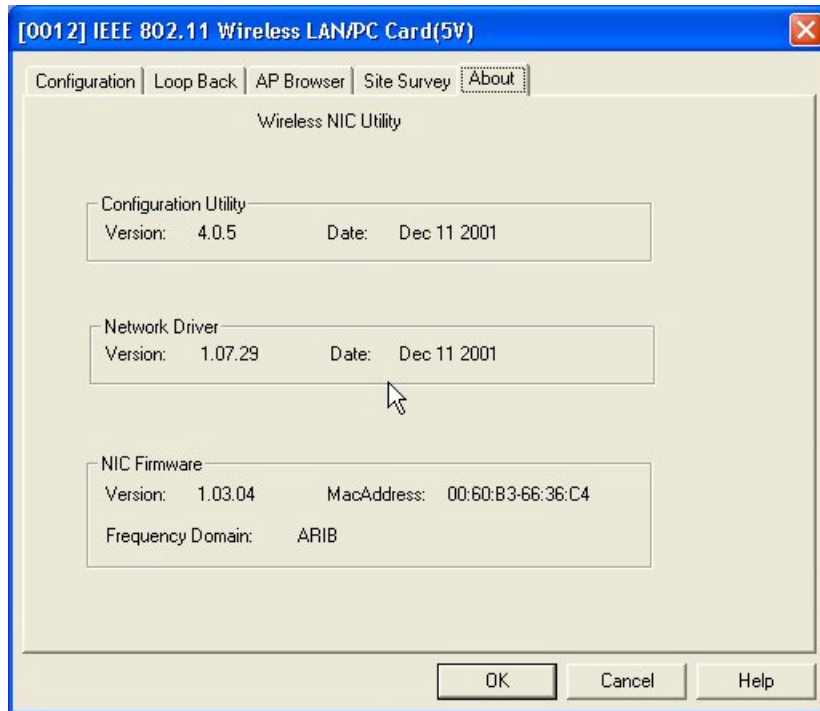 [0012] IEEE 802.11 Wireless LAN/PC Card(5V)
Configuration Loop Back AP Browser Site Survey About
Wireless NIC Utility
Configuration Utility
Version: 4.0.5 Date: Dec 11 2001
Network Driver
Version: 1.07.29 Date: Dec 11 2001
NIC Firmware
Version: 1.03.04 MacAddress: 00:60:B3-66:36:C4
Frequency Domain: ARIB
OK Cancel Help